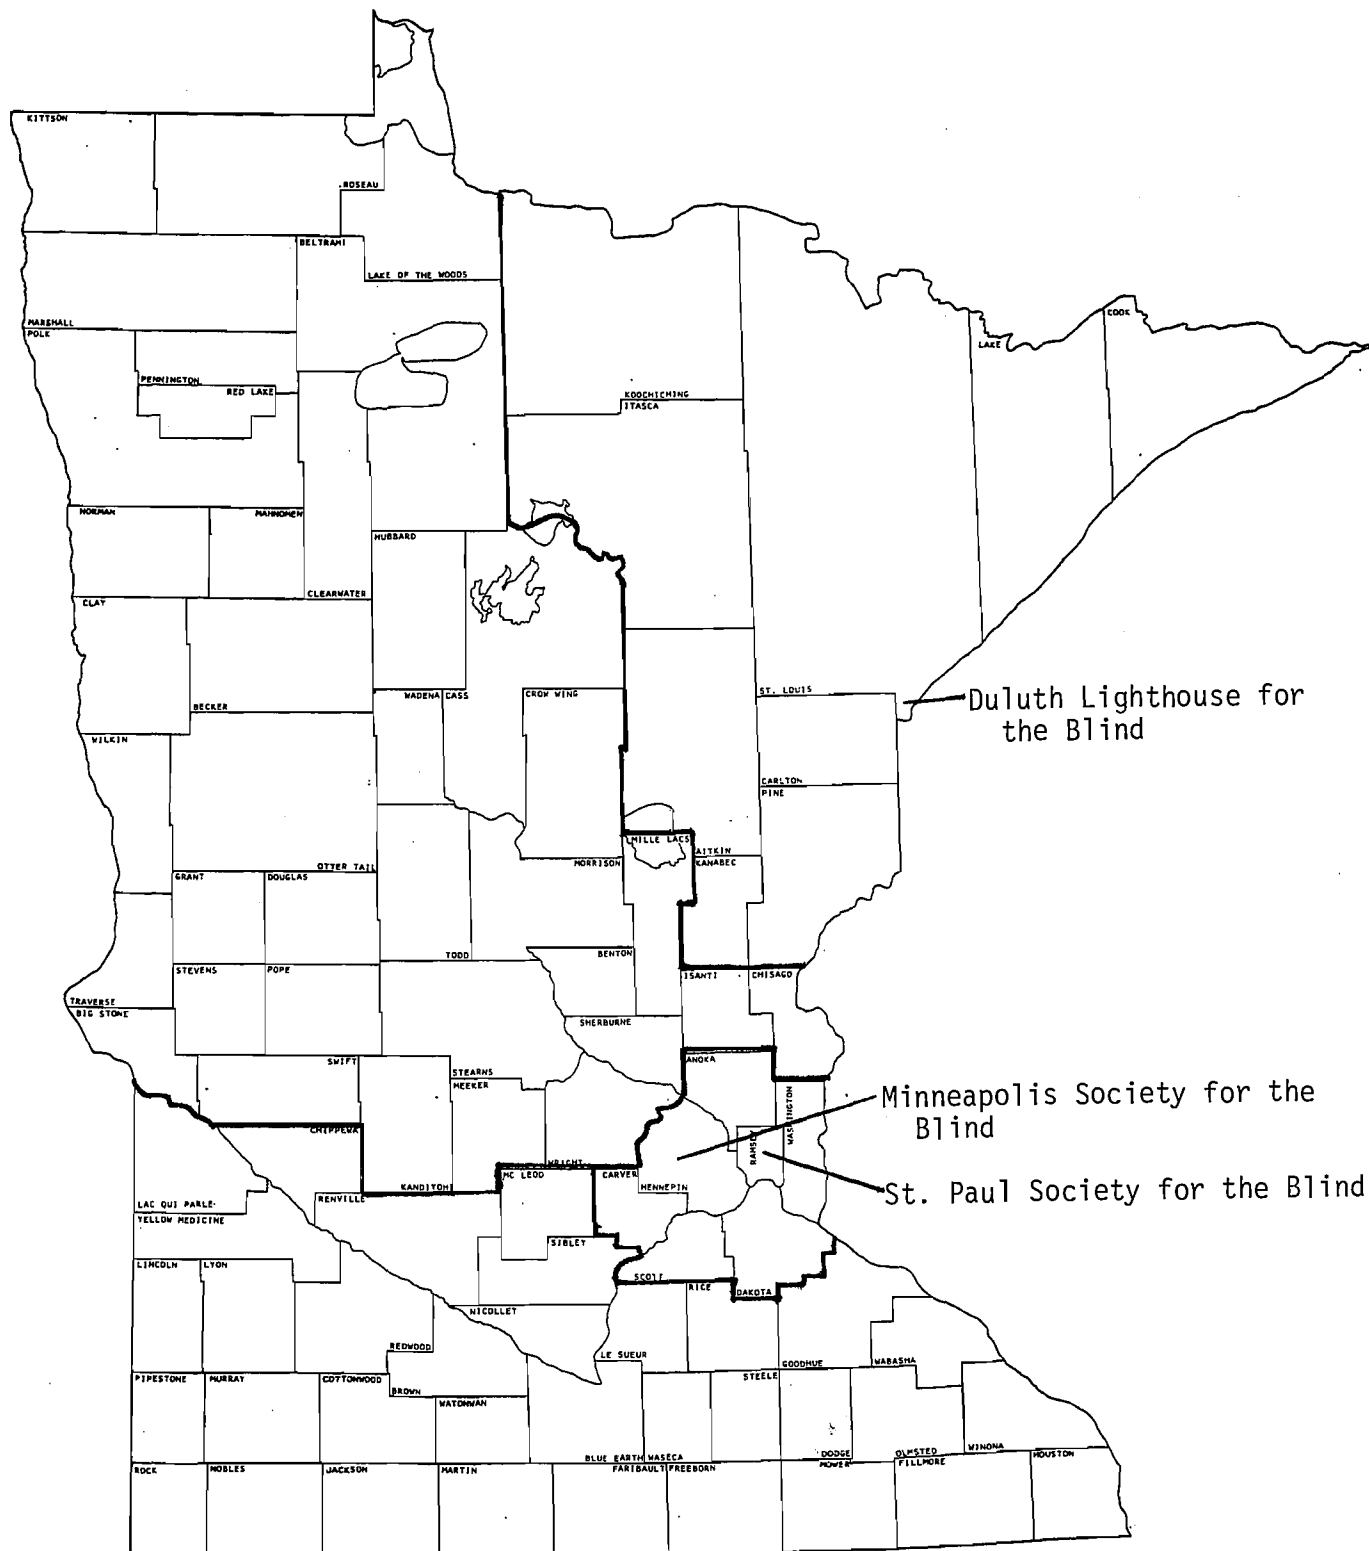 KITTSON
ROSEAU
BELTRAMI
LAKE OF THE WOODS
MARSHALL
POLK
COOK
LAKE
PENNINGTON
RED LAKE
KOOCHICHING
ITASCA
NORMAN
MAHNOMEN
HUBBARD
CLAY
CLEARWATER
WADENA CASS
CROW WING
ST. LOUIS
Duluth Lighthouse for
the Blind
BECKER
WILKIN
CARLTON
PINE
MILLE LACS
AITKIN
KANABEC
MORRISON
OTTER TAIL
GRANT
DOUGLAS
TODD
BENTON
STEVENS
POPE
ISANTI
CHISAGO
TRAVERSE
BIG STONE
SHERBURNE
SWIFT
STEARNS
MEEKER
ANOKA
WASHINGTON
Minneapolis Society for the
Blind
CHIPPEWA
RAMSEY
WRIGHT
MC LEOD
CARVER
KANDIYOHI
HENNEPIN
St. Paul Society for the Blind
RENVILLE
LAC QUI PARLE
YELLOW MEDICINE
SIBLEY
LINCOLN
LYON
SCOTT
RICE
DAKOTA
NICOLLET
REDWOOD
LE SUEUR
GOODHUE
WABASHA
PIPESTONE
MURRAY
COTTONWOOD
STEELE
BROWN
WATONWAN
BLUE EARTH
WASECA
DODGE
OLMSTED
WINONA
HOUSTON
ROCK
NOBLES
JACKSON
MARTIN
FARIBAULT
FREEBORN
MOWER
FILLMORE